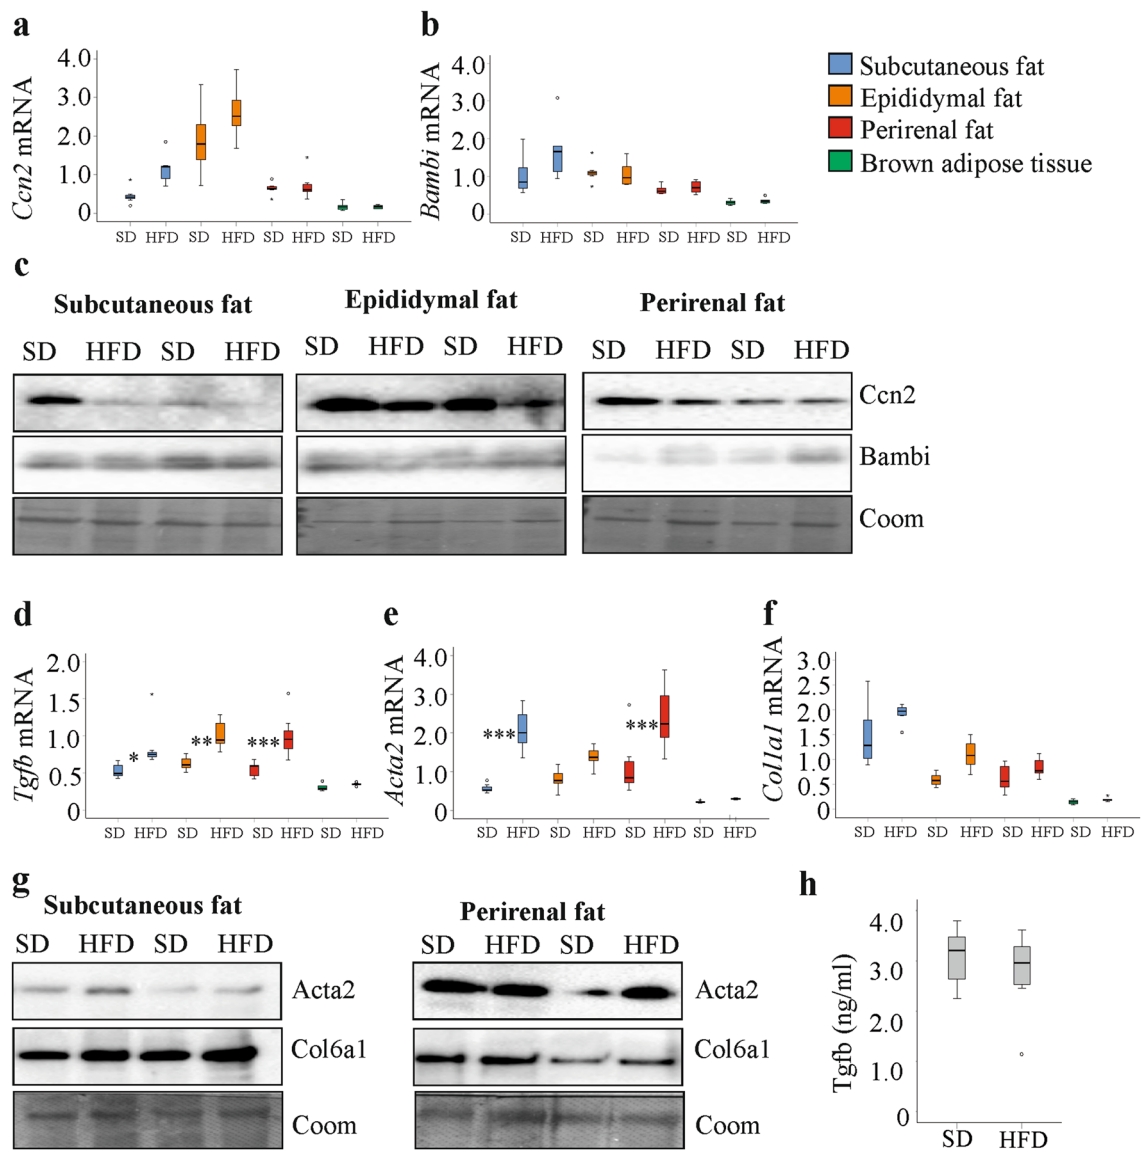 a
Ccn2 mRNA
4.0
3.0
2.0
1.0
0
SD HFD SD HFD SD HFD SD HFD
b
Bambi mRNA
4.0
3.0
2.0
1.0
0
SD HFD SD HFD SD HFD SD HFD
Subcutaneous fat
Epididymal fat
Perirenal fat
Brown adipose tissue
c
Subcutaneous fat
Epididymal fat
Perirenal fat
SD HFD SD HFD
SD HFD SD HFD
SD HFD SD HFD
Ccn2
Bambi
Coom
d
Tgfb mRNA
2.0
1.5
1.0
0.5
0
* ** ***
SD HFD SD HFD SD HFD SD HFD
e
Acta2 mRNA
4.0
3.0
2.0
1.0
0
*** ***
SD HFD SD HFD SD HFD SD HFD
f
Col1a1 mRNA
3.0
2.5
2.0
1.5
1.0
0.5
0
SD HFD SD HFD SD HFD SD HFD
g
Subcutaneous fat
SD HFD SD HFD
Acta2
Col6a1
Coom
Perirenal fat
SD HFD SD HFD
Acta2
Col6a1
Coom
h
Tgfb (ng/ml)
4.0
3.0
2.0
1.0
0
SD HFD